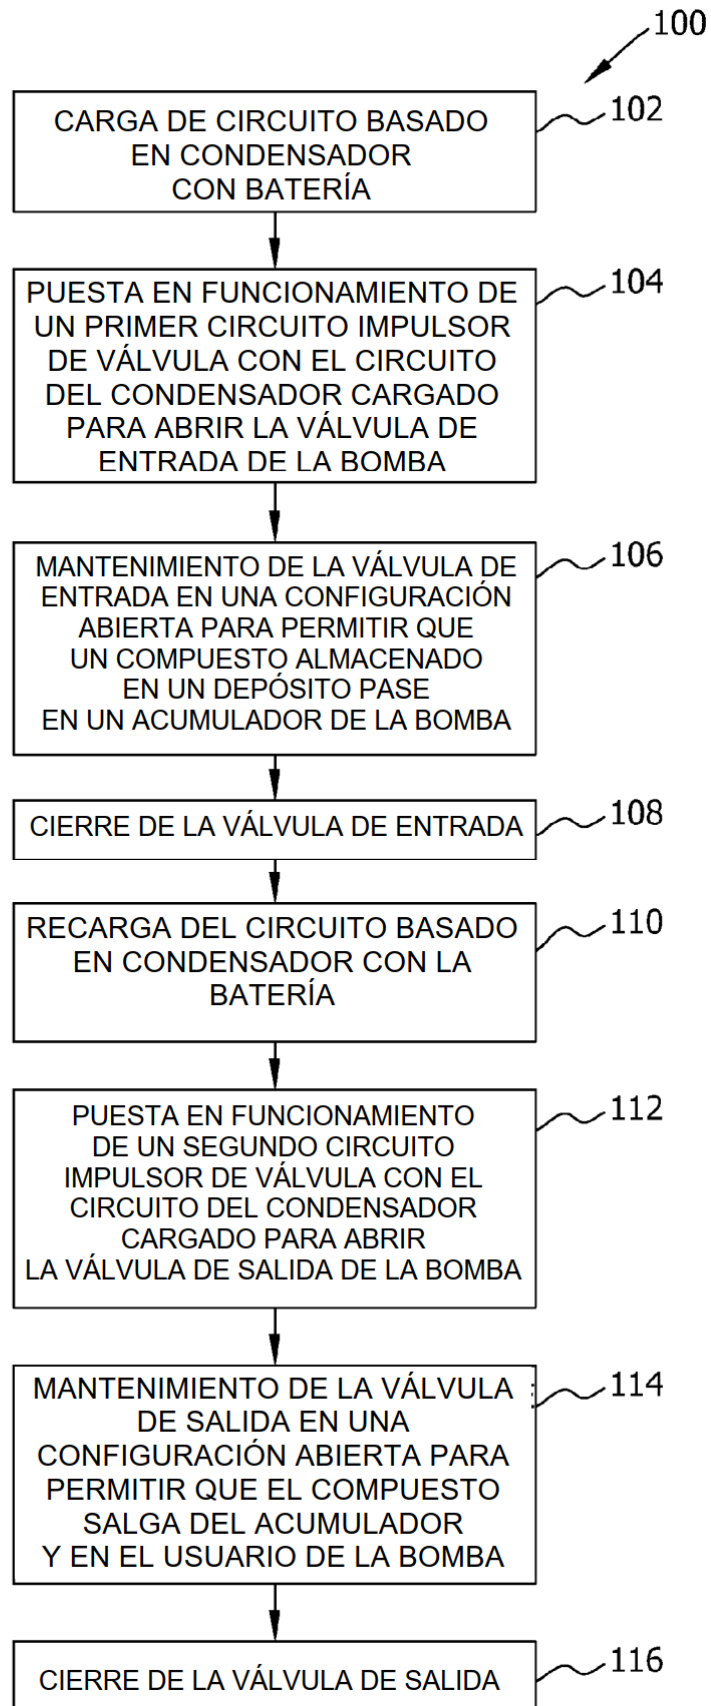 100
CARGA DE CIRCUITO BASADO
EN CONDENSADOR
CON BATERÍA
102
PUESTA EN FUNCIONAMIENTO DE
UN PRIMER CIRCUITO IMPULSOR
DE VÁLVULA CON EL CIRCUITO
DEL CONDENSADOR CARGADO
PARA ABRIR LA VÁLVULA DE
ENTRADA DE LA BOMBA
104
MANTENIMIENTO DE LA VÁLVULA DE
ENTRADA EN UNA CONFIGURACIÓN
ABIERTA PARA PERMITIR QUE
UN COMPUESTO ALMACENADO
EN UN DEPÓSITO PASE
EN UN ACUMULADOR DE LA BOMBA
106
CIERRE DE LA VÁLVULA DE ENTRADA
108
RECARGA DEL CIRCUITO BASADO
EN CONDENSADOR CON LA
BATERÍA
110
PUESTA EN FUNCIONAMIENTO
DE UN SEGUNDO CIRCUITO
IMPULSOR DE VÁLVULA CON EL
CIRCUITO DEL CONDENSADOR
CARGADO PARA ABRIR
LA VÁLVULA DE SALIDA DE LA BOMBA
112
MANTENIMIENTO DE LA VÁLVULA
DE SALIDA EN UNA
CONFIGURACIÓN ABIERTA PARA
PERMITIR QUE EL COMPUESTO
SALGA DEL ACUMULADOR
Y EN EL USUARIO DE LA BOMBA
114
CIERRE DE LA VÁLVULA DE SALIDA
116